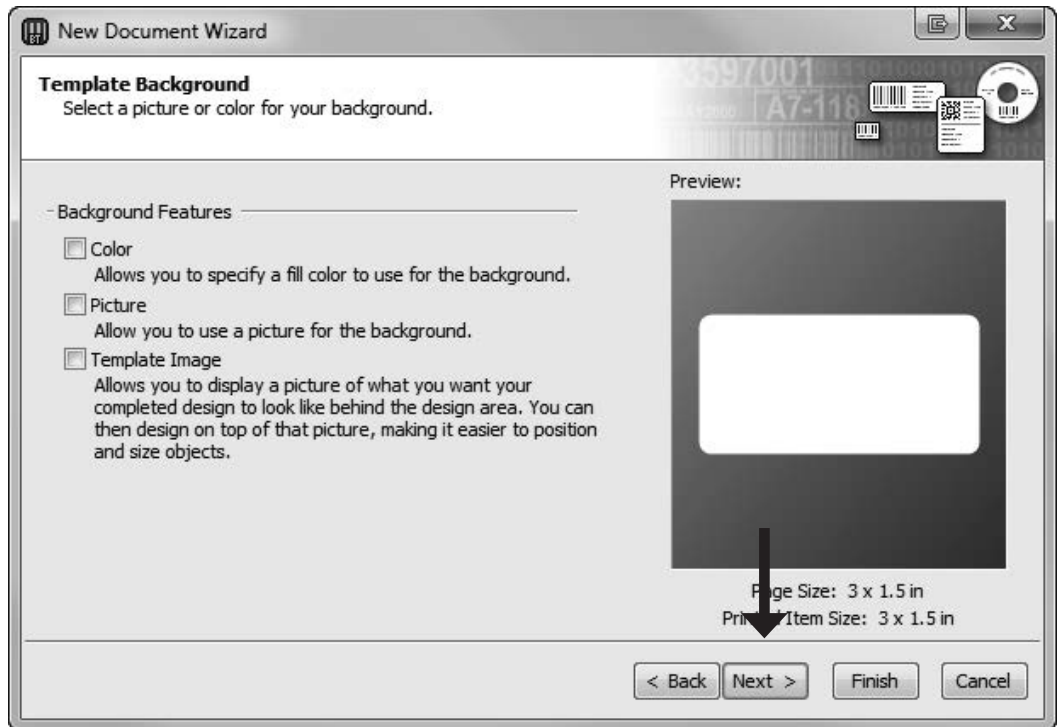 New Document Wizard
Template Background
Select a picture or color for your background.
3597001
A7-118
Preview:
Background Features
Color
Allows you to specify a fill color to use for the background.
Picture
Allow you to use a picture for the background.
Template Image
Allows you to display a picture of what you want your
completed design to look like behind the design area. You can
then design on top of that picture, making it easier to position
and size objects.
Page Size: 3 x 1.5 in
Printed Item Size: 3 x 1.5 in
< Back
Next >
Finish
Cancel